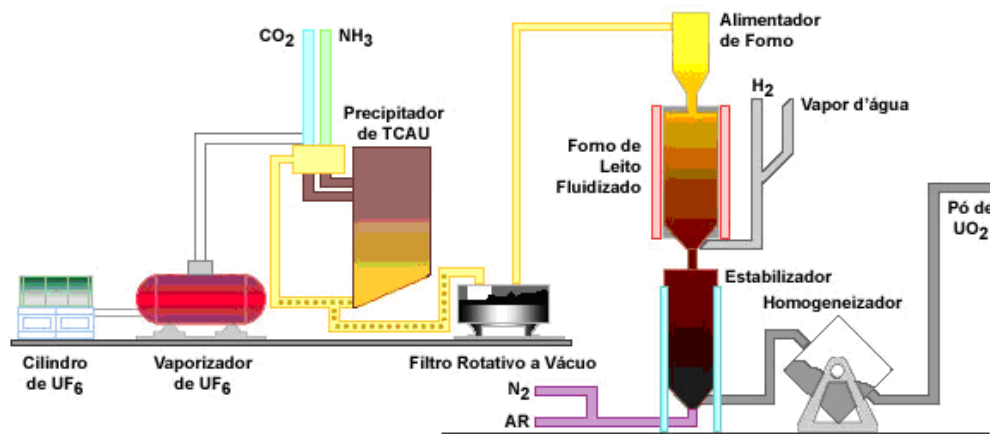 CO2
NH3
Alimentador
de Forno
H2
Vapor d'água
Precipitador
de TCAU
Forno de
Leito
Fluidizado
Pó de
UO2
Estabilizador
Homogeneizador
Cilindro
de UF6
Vaporizador
de UF6
Filtro Rotativo a Vácuo
N2
AR